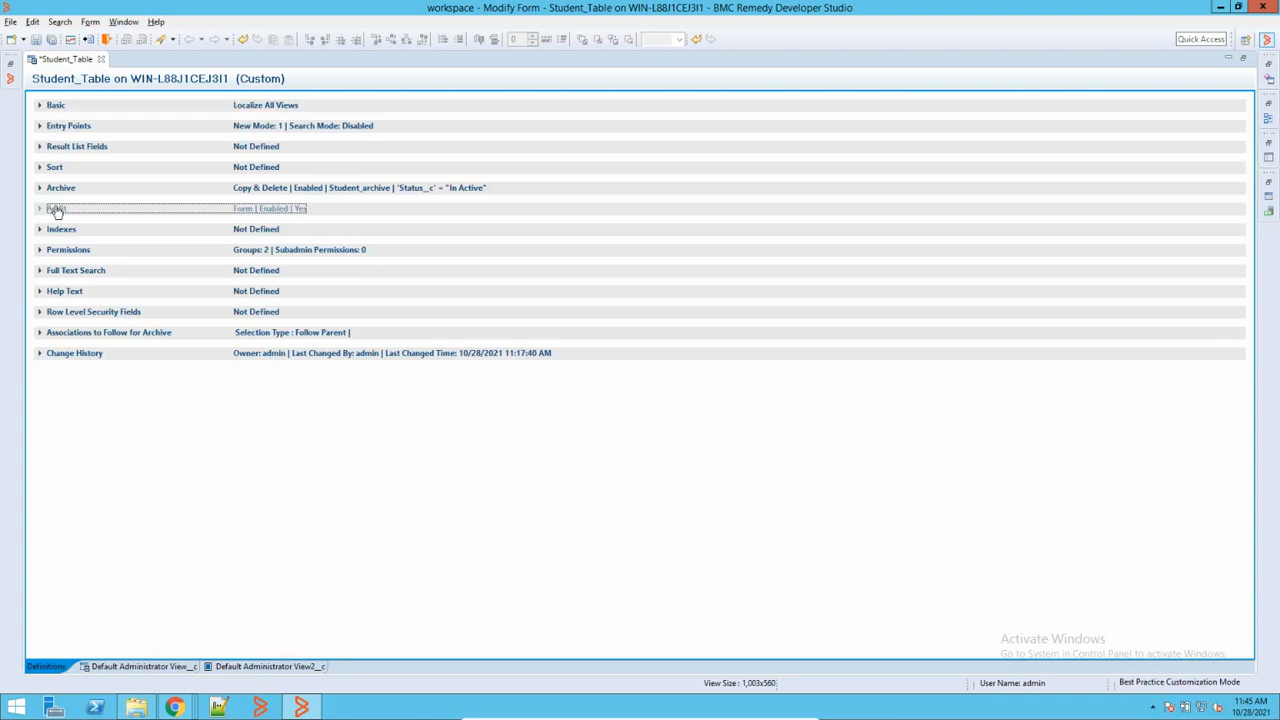 workspace - Modify Form - Student_Table on WIN-L88J1CEJ3I1 - BMC Remedy Developer Studio
File Edit Search Form Window Help
0
Quick Access
*Student_Table
Student_Table on WIN-L88J1CEJ3I1 (Custom)
Basic Localize All Views
Entry Points New Mode: 1 | Search Mode: Disabled
Result List Fields Not Defined
Sort Not Defined
Archive Copy & Delete | Enabled | Student_archive | 'Status__c' = "In Active"
Form | Enabled | Yes
Indexes Not Defined
Permissions Groups: 2 | Subadmin Permissions: 0
Full Text Search Not Defined
Help Text Not Defined
Row Level Security Fields Not Defined
Associations to Follow for Archive Selection Type : Follow Parent |
Change History Owner: admin | Last Changed By: admin | Last Changed Time: 10/28/2021 11:17:40 AM
Activate Windows
Go to System in Control Panel to activate Windows.
Definitions Default Administrator View__c Default Administrator View2__c
View Size : 1,003x560 User Name: admin Best Practice Customization Mode
11:45 AM
10/28/2021